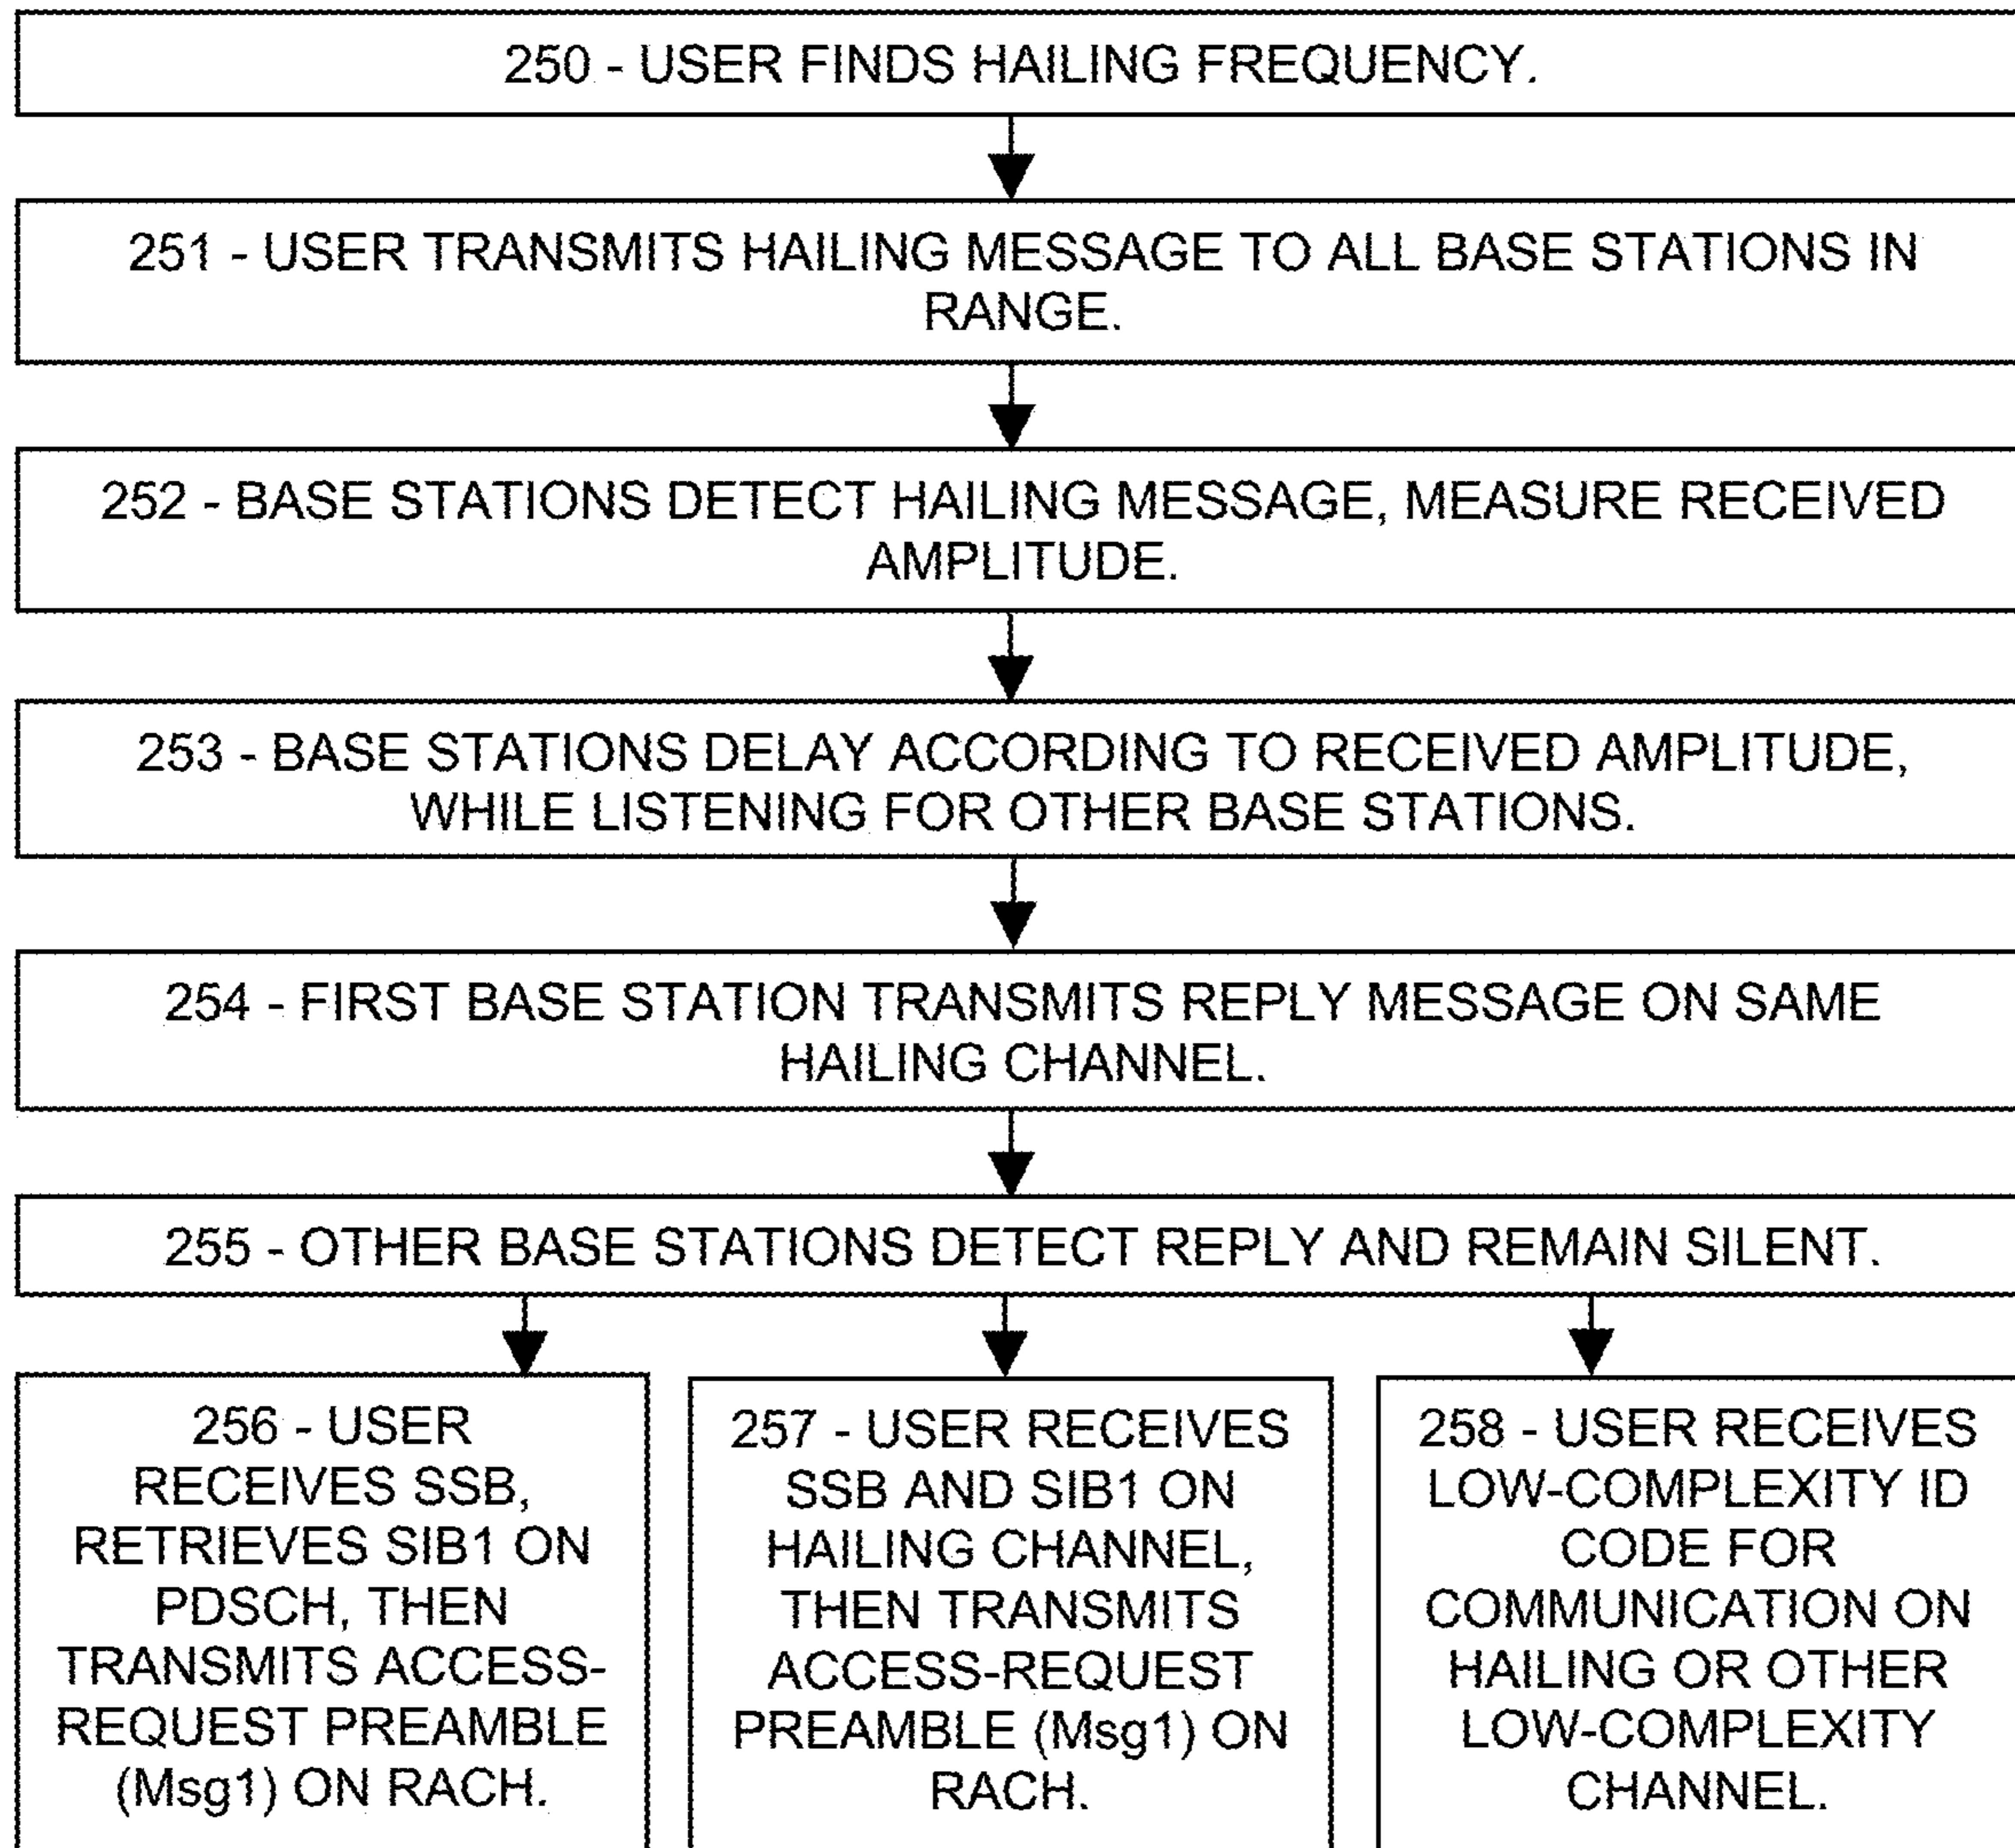 250 - USER FINDS HAILING FREQUENCY.
251 - USER TRANSMITS HAILING MESSAGE TO ALL BASE STATIONS IN
RANGE.
252 - BASE STATIONS DETECT HAILING MESSAGE, MEASURE RECEIVED
AMPLITUDE.
253 - BASE STATIONS DELAY ACCORDING TO RECEIVED AMPLITUDE,
WHILE LISTENING FOR OTHER BASE STATIONS.
254 - FIRST BASE STATION TRANSMITS REPLY MESSAGE ON SAME
HAILING CHANNEL.
255 - OTHER BASE STATIONS DETECT REPLY AND REMAIN SILENT.
256 - USER
RECEIVES SSB,
RETRIEVES SIB1 ON
PDSCH, THEN
TRANSMITS ACCESS-
REQUEST PREAMBLE
(Msg1) ON RACH.
257 - USER RECEIVES
SSB AND SIB1 ON
HAILING CHANNEL,
THEN TRANSMITS
ACCESS-REQUEST
PREAMBLE (Msg1) ON
RACH.
258 - USER RECEIVES
LOW-COMPLEXITY ID
CODE FOR
COMMUNICATION ON
HAILING OR OTHER
LOW-COMPLEXITY
CHANNEL.